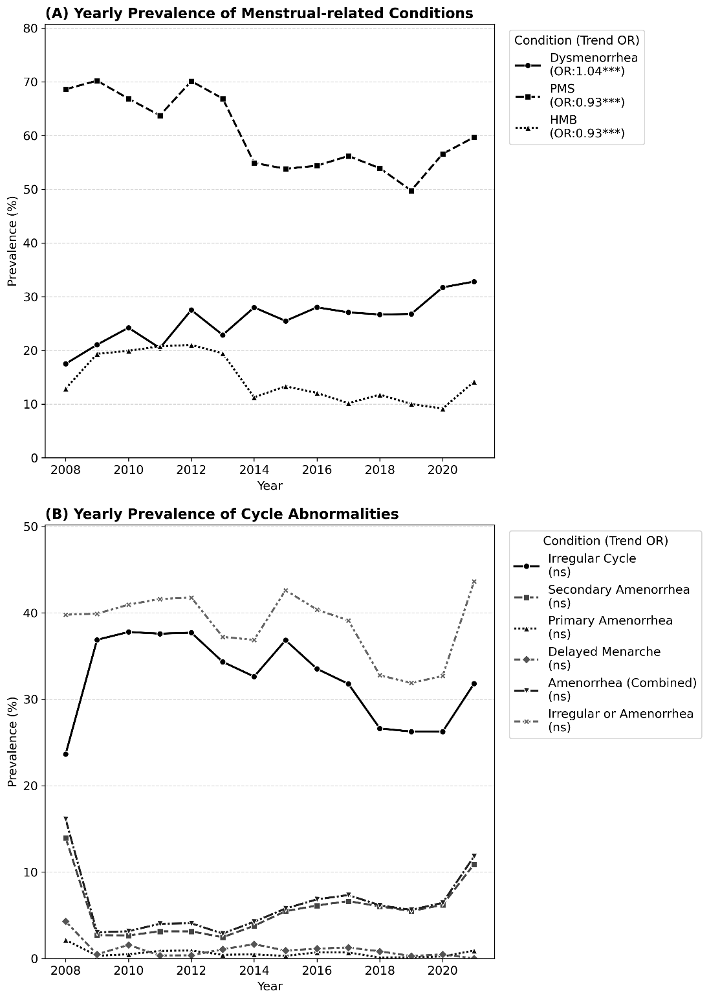 (A) Yearly Prevalence of Menstrual-related Conditions
80
70
60
50
40
30
20
10
0
Prevalence (%)
2008 2010 2012 2014 2016 2018 2020
Year
Condition (Trend OR)
Dysmenorrhea
(OR:1.04***)
PMS
(OR:0.93***)
HMB
(OR:0.93***)
(B) Yearly Prevalence of Cycle Abnormalities
50
40
30
20
10
0
Prevalence (%)
2008 2010 2012 2014 2016 2018 2020
Year
Condition (Trend OR)
Irregular Cycle
(ns)
Secondary Amenorrhea
(ns)
Primary Amenorrhea
(ns)
Delayed Menarche
(ns)
Amenorrhea (Combined)
(ns)
Irregular or Amenorrhea
(ns)